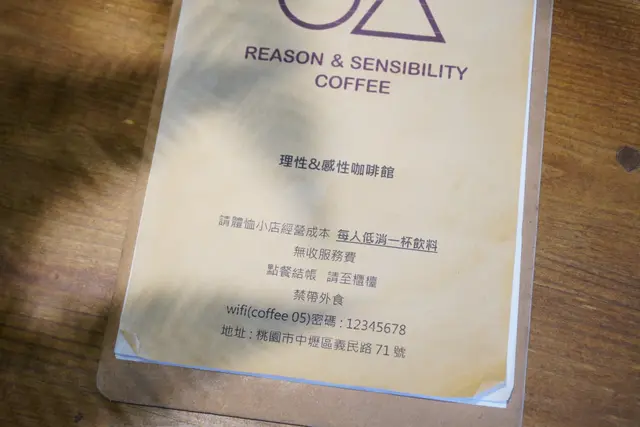 REASON & SENSIBILITY
COFFEE
理性&感性咖啡館
請體恤小店經營成本 每人低消一杯飲料
無收服務費
點餐結帳 請至櫃檯
禁帶外食
wifi(coffee 05)密碼 : 12345678
地址 : 桃園市中壢區義民路 71 號